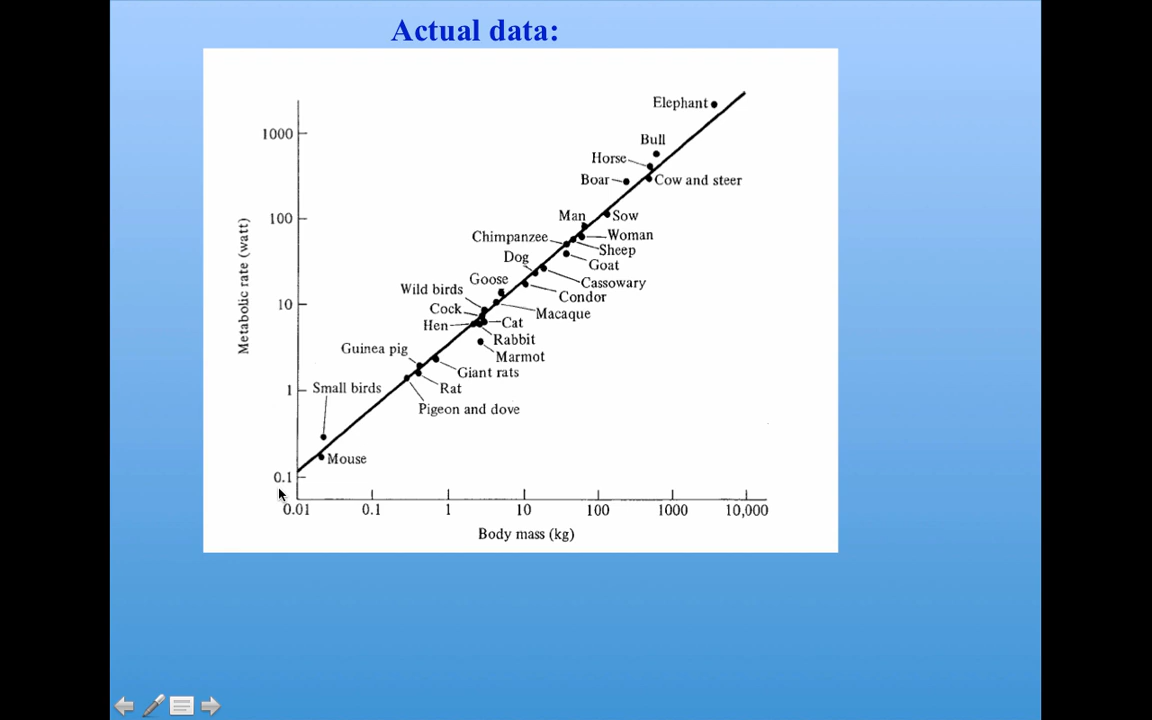 Actual data:
Elephant
1000
Bull
Horse
Boar
Cow and steer
100
Man
Sow
Metabolic rate (watt)
Chimpanzee
Woman
Sheep
Dog
Goat
Goose
Cassowary
Wild birds
Condor
10
Cock
Macaque
Hen
Cat
Rabbit
Guinea pig
Marmot
Giant rats
1
Small birds
Rat
Pigeon and dove
Mouse
0.1
0.01 0.1 1 10 100 1000 10,000
Body mass (kg)